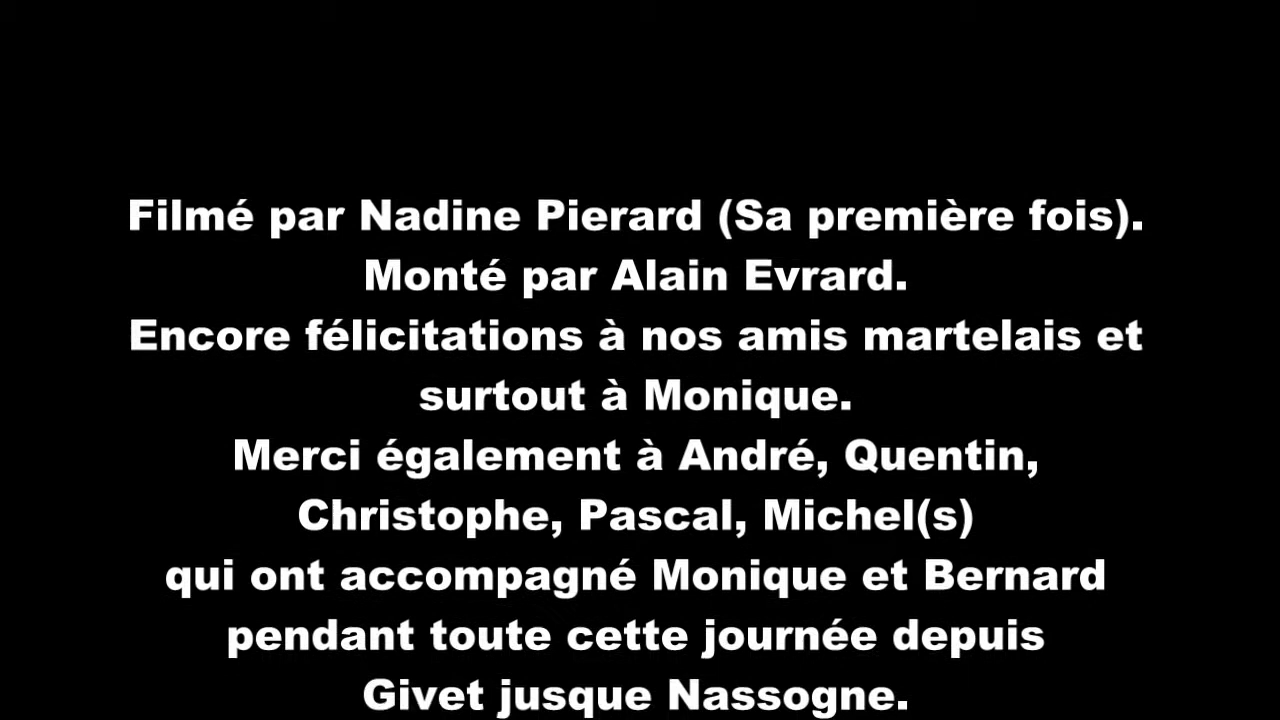 Filmé par Nadine Pierard (Sa première fois).
Monté par Alain Evrard.
Encore félicitations à nos amis martelais et
surtout à Monique.
Merci également à André, Quentin,
Christophe, Pascal, Michel(s)
qui ont accompagné Monique et Bernard
pendant toute cette journée depuis
Givet jusque Nassogne.